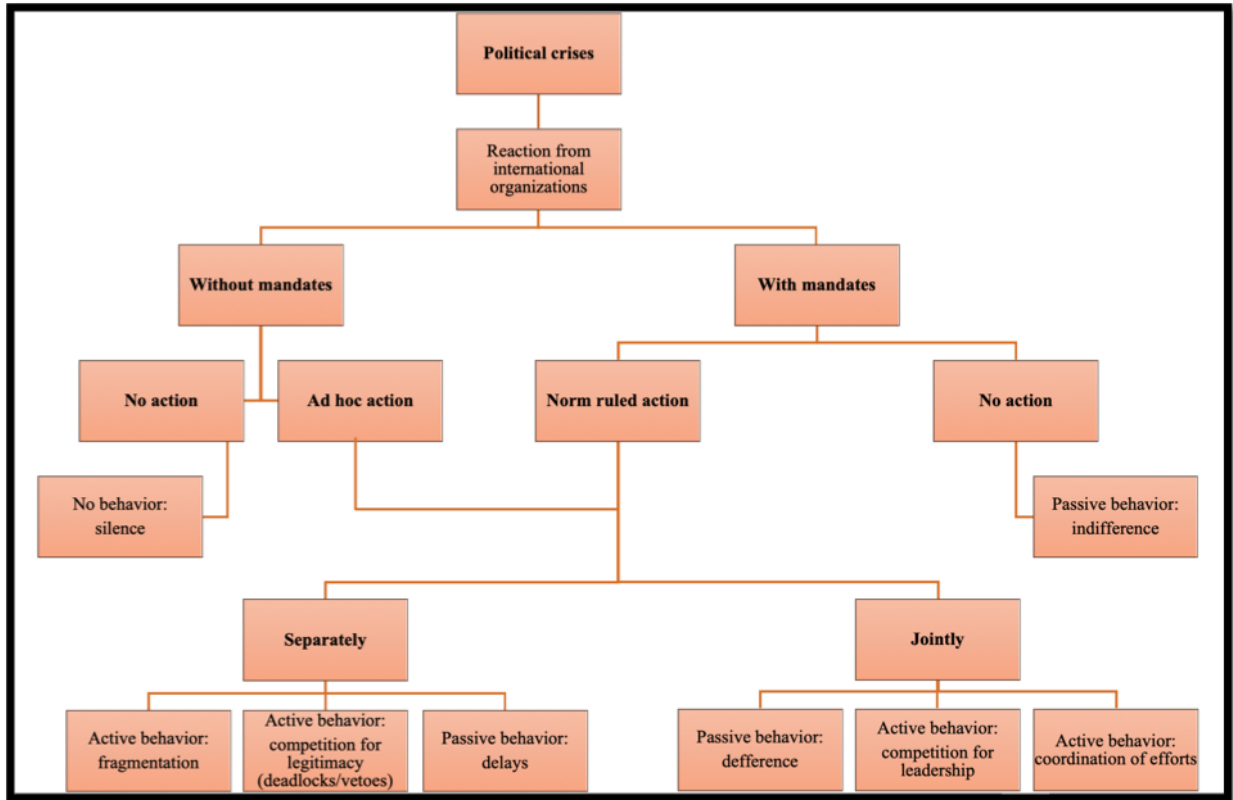 Political crises
Reaction from
international
organizations
Without mandates
With mandates
No action
Ad hoc action
Norm ruled action
No action
No behavior:
silence
Passive behavior:
indifference
Separately
Jointly
Active behavior:
fragmentation
Active behavior:
competition for
legitimacy
(deadlocks/vetoes)
Passive behavior:
delays
Passive behavior:
defference
Active behavior:
competition for
leadership
Active behavior:
coordination of efforts